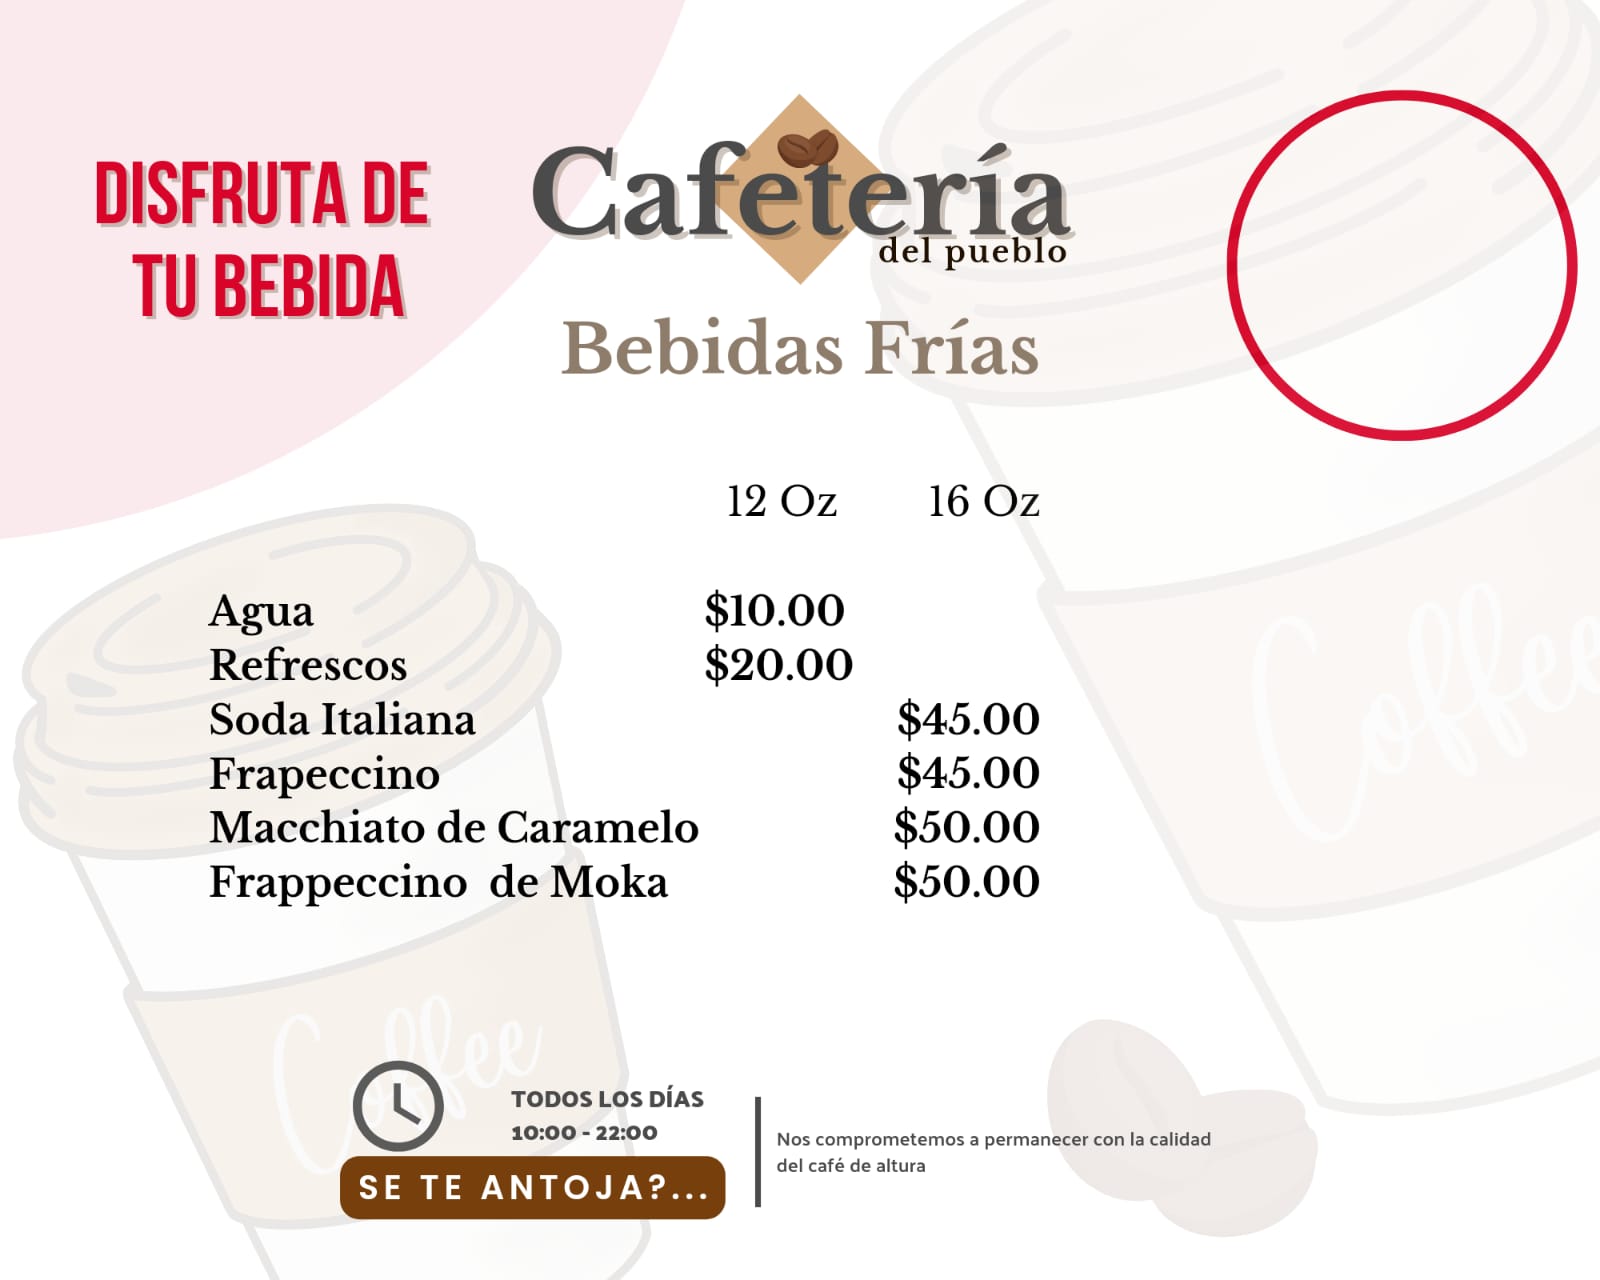 DISFRUTA DE
TU BEBIDA
Cafetería
del pueblo
Bebidas Frías
12 Oz 16 Oz
Agua $10.00
Refrescos $20.00
Soda Italiana $45.00
Frapeccino $45.00
Macchiato de Caramelo $50.00
Frappeccino de Moka $50.00
Coffee
Coffee
TODOS LOS DÍAS
10:00 - 22:00
SE TE ANTOJA?...
Nos comprometemos a permanecer con la calidad
del café de altura